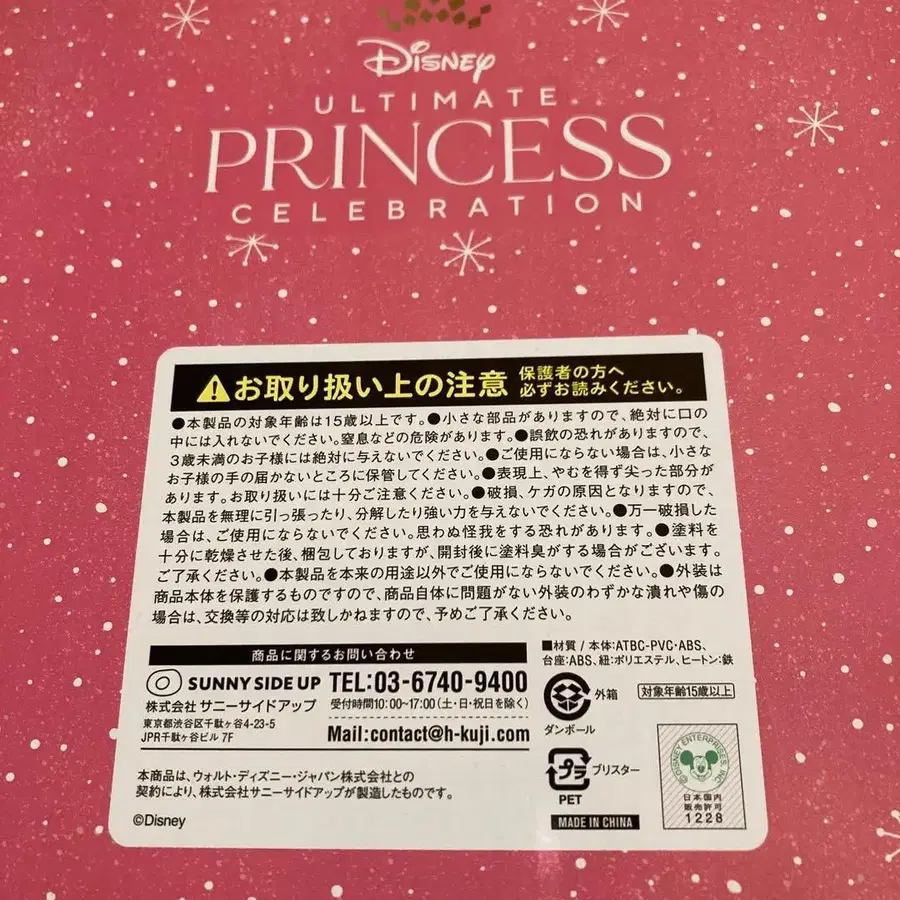 Disney
ULTIMATE
PRINCESS
CELEBRATION
お取り扱い上の注意 保護者の方へ
必ずお読みください。
●本製品の対象年齢は15歳以上です。●小さな部品がありますので、絶対に口の
中には入れないでください。窒息などの危険があります。●誤飲の恐れがありますので、
3歳未満のお子様には絶対に与えないでください。●ご使用にならない場合は、小さな
お子様の手の届かないところに保管してください。●表現上、やむを得ず尖った部分が
あります。お取り扱いには十分ご注意ください。●破損、ケガの原因となりますので、
本製品を無理に引っ張ったり、分解したり強い力を与えないでください。●万一破損した
場合は、ご使用にならないでください。思わぬ怪我をする恐れがあります。●塗料を
十分に乾燥させた後、梱包しておりますが、開封後に塗料臭がする場合がございます。
ご了承ください。●本製品を本来の用途以外でご使用にならないでください。●外装は
商品本体を保護するものですので、商品自体に問題がない外装のわずかな潰れや傷の
場合は、交換等の対応は致しかねますので、予めご了承ください。
商品に関するお問い合わせ
SUNNY SIDE UP TEL:03-6740-9400
株式会社 サニーサイドアップ 受付時間10:00~17:00(土・日・祝日を除く)
東京都渋谷区千駄ヶ谷4-23-5
JPR千駄ヶ谷ビル 7F
Mail:contact@h-kuji.com
本商品は、ウォルト・ディズニー・ジャパン株式会社との
契約により、株式会社サニーサイドアップが製造したものです。
©Disney
■材質 / 本体:ATBC-PVC・ABS、
台座:ABS、紐:ポリエステル、ヒートン:鉄
外箱
ダンボール
対象年齢15歳以上
プラ
ブリスター
PET
MADE IN CHINA
©DISNEY ENTERPRISES, INC
日本国内
販売許可
1228